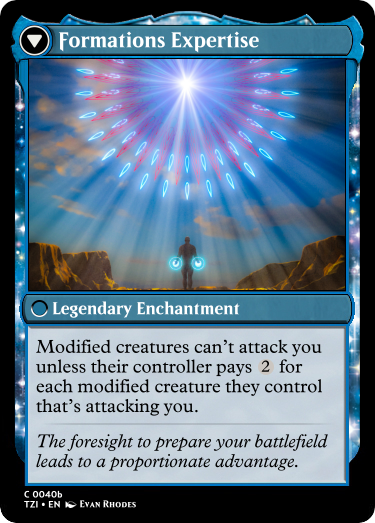 Formations Expertise
Legendary Enchantment
Modified creatures can't attack you
unless their controller pays 2 for
each modified creature they control
that's attacking you.
The foresight to prepare your battlefield
leads to a proportionate advantage.
C 0040b
TZI • EN Evan Rhodes